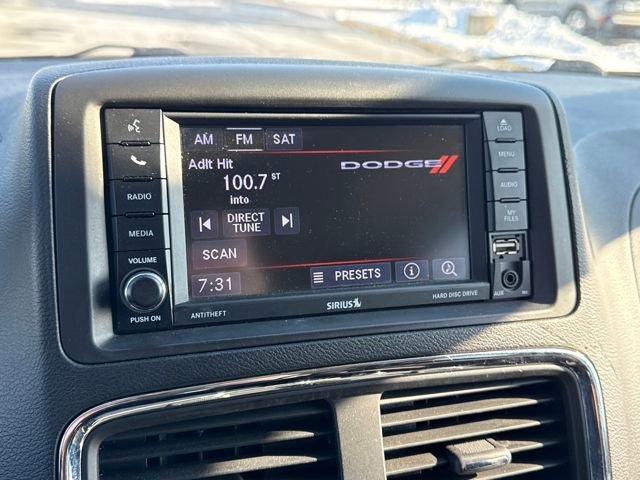 AM FM SAT
Adlt Hit
100.7 ST
into
DODGE
DIRECT
TUNE
SCAN
7:31
PRESETS
RADIO
MEDIA
VOLUME
PUSH ON
ANTITHEFT
SIRIUS
HARD DISC DRIVE
LOAD
MENU
AUDIO
MY
FILES
AUX